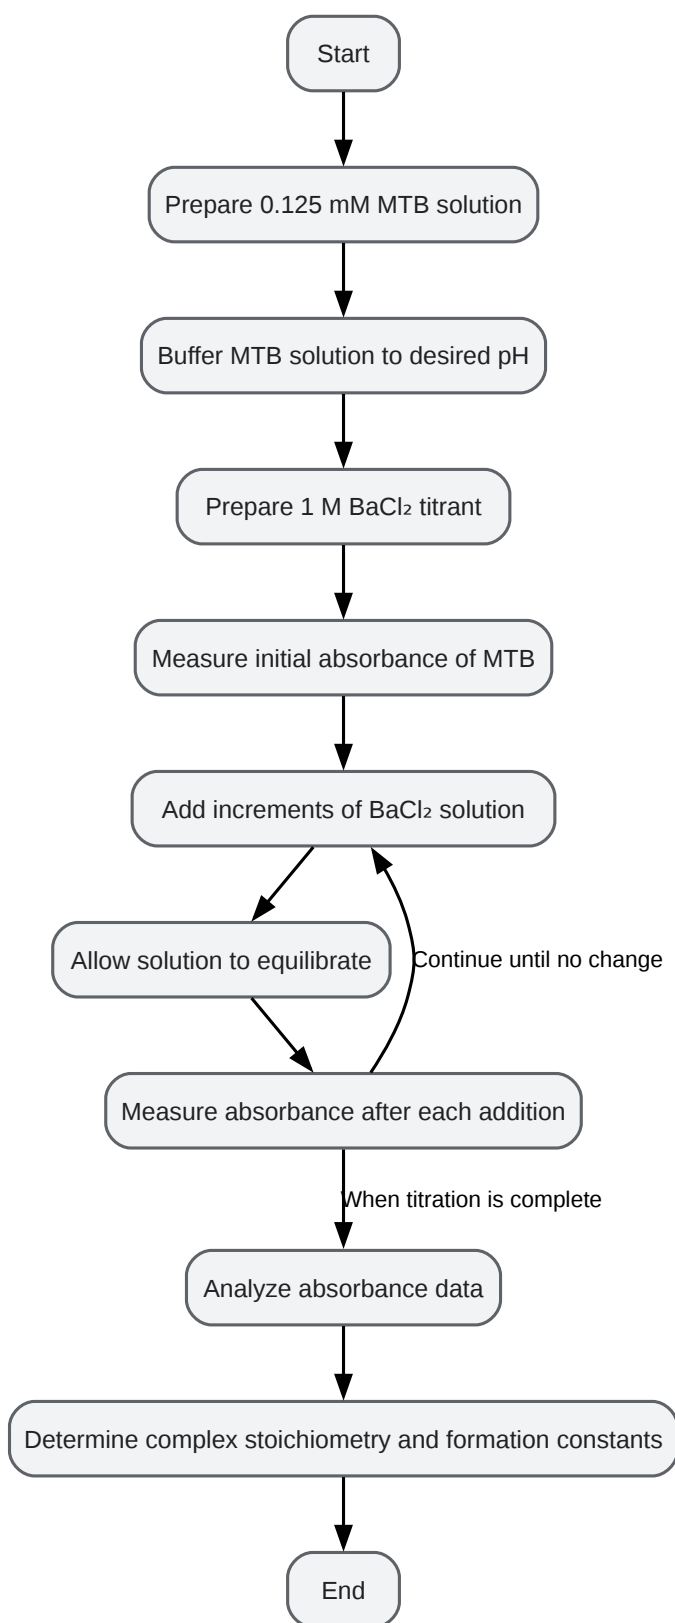 Start
Prepare 0.125 mM MTB solution
Buffer MTB solution to desired pH
Prepare 1 M BaCl₂ titrant
Measure initial absorbance of MTB
Add increments of BaCl₂ solution
Allow solution to equilibrate
Continue until no change
Measure absorbance after each addition
When titration is complete
Analyze absorbance data
Determine complex stoichiometry and formation constants
End